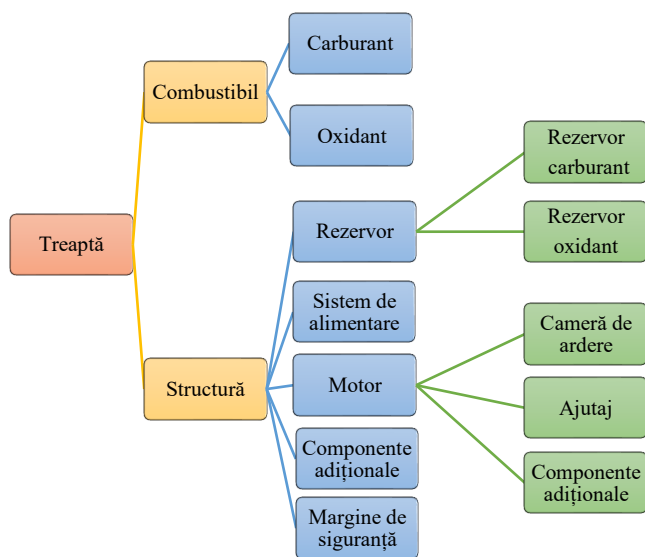 Treaptă
Combustibil
Carburant
Oxidant
Structură
Rezervor
Rezervor
carburant
Rezervor
oxidant
Sistem de
alimentare
Motor
Cameră de
ardere
Ajutaj
Componente
adiționale
Componente
adiționale
Margine de
siguranță